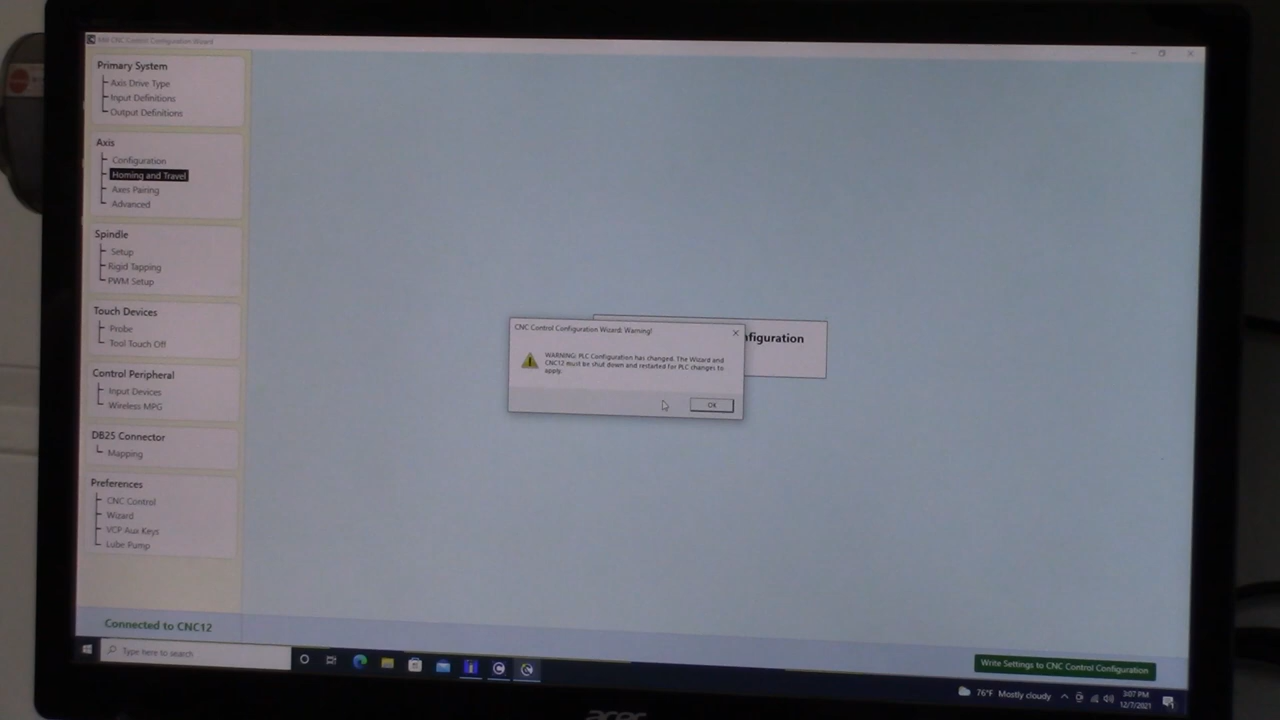 CNC Control Configuration Wizard
Primary System
Axis Drive Type
Input Definitions
Output Definitions
Axis
Configuration
Homing and Travel
Axes Pairing
Advanced
Spindle
Setup
Rigid Tapping
PWM Setup
Touch Devices
Probe
Tool Touch Off
Control Peripheral
Input Devices
Wireless MPG
DB25 Connector
Mapping
Preferences
CNC Control
Wizard
VCP Aux Keys
Lube Pump
Connected to CNC12
CNC Control Configuration Wizard: Warning!
WARNING: PLC Configuration has changed. The Wizard and
CNC12 must be shut down and restarted for PLC changes to
apply.
OK
nfiguration
Write Settings to CNC Control Configuration
Type here to search
76°F Mostly cloudy
3:07 PM
12/7/2021
acer